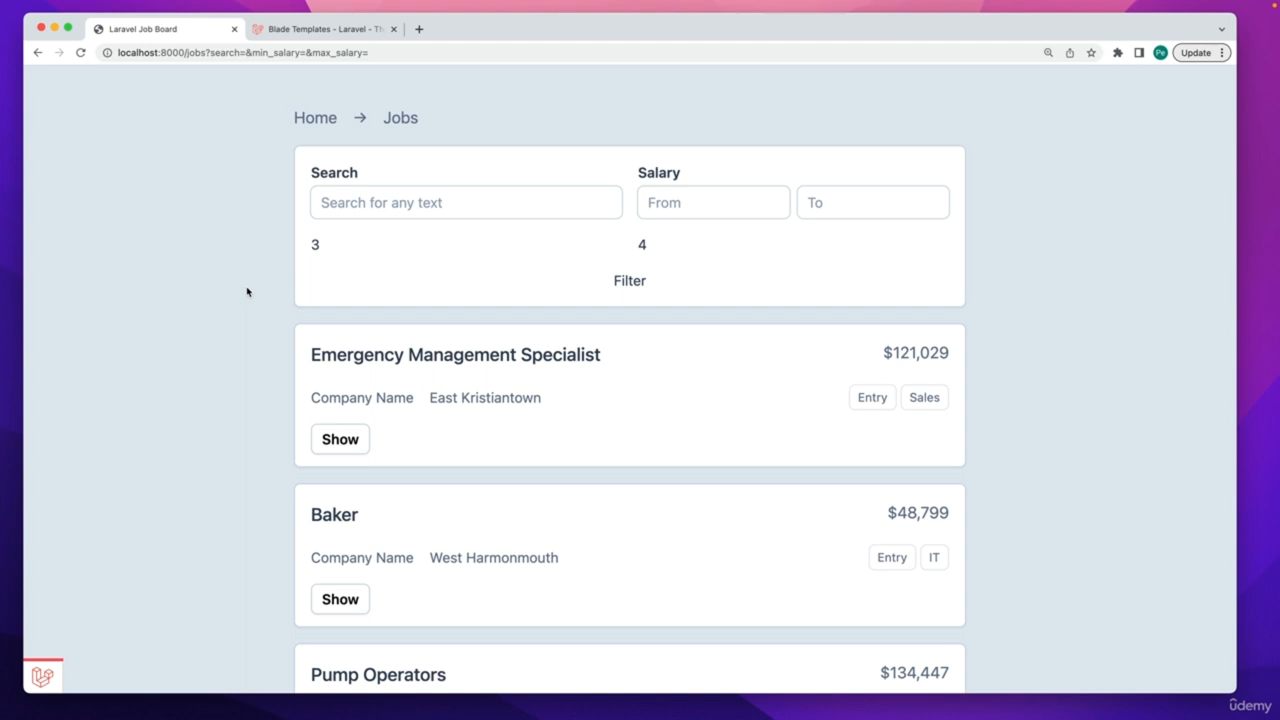 Laravel Job Board
Blade Templates - Laravel - Th
localhost:8000/jobs?search=&min_salary=&max_salary=
Pe
Update
Home → Jobs
Search
Salary
Search for any text
From
To
3
4
Filter
Emergency Management Specialist
$121,029
Company Name East Kristiantown
Entry
Sales
Show
Baker
$48,799
Company Name West Harmonmouth
Entry
IT
Show
Pump Operators
$134,447
ûdemy